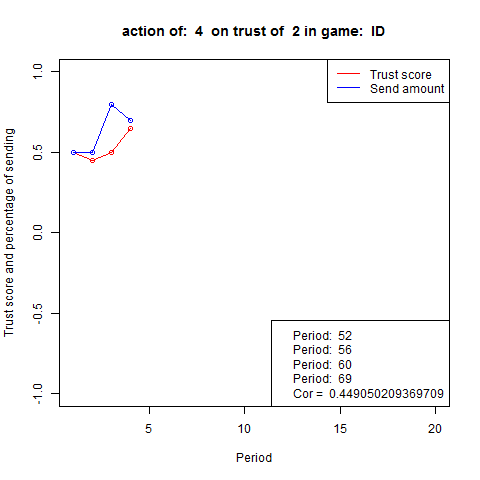 action of:  4  on trust of  2 in game:  ID
Trust score and percentage of sending
1.0
0.5
0.0
-0.5
-1.0
Trust score
Send amount
Period:  52
Period:  56
Period:  60
Period:  69
Cor =  0.449050209369709
5
10
15
20
Period